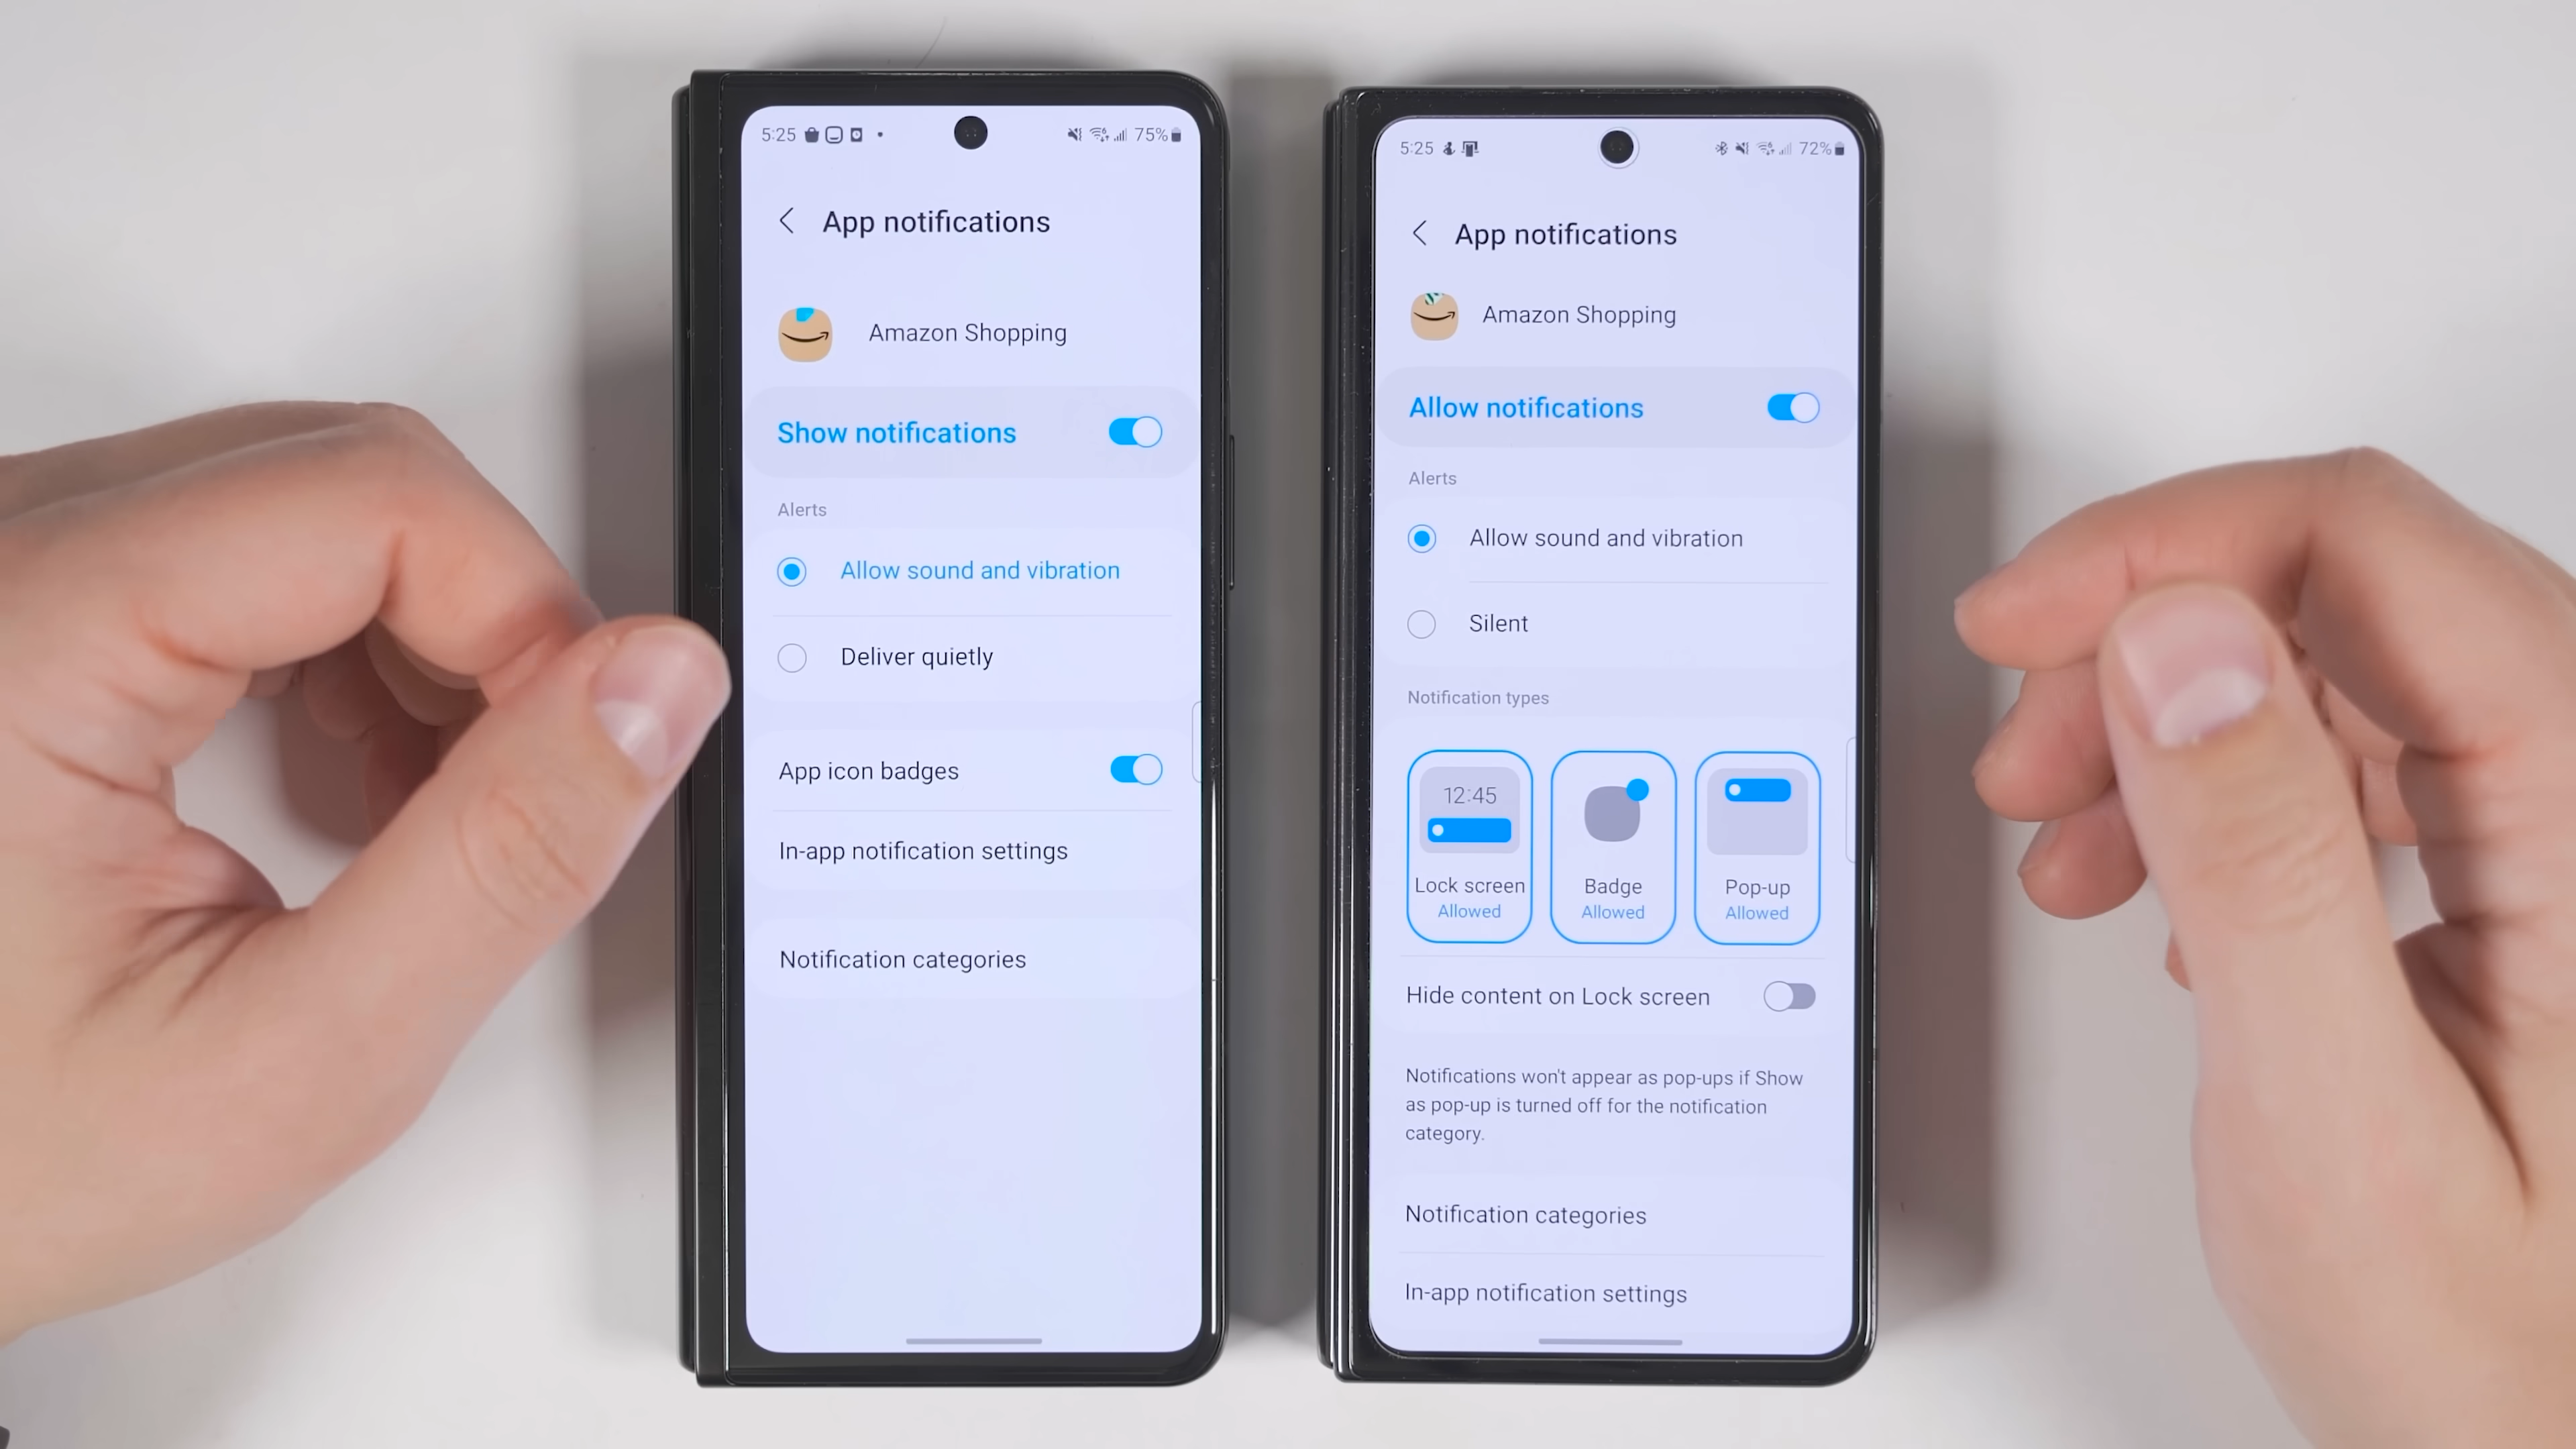 5:25
75%
App notifications
Amazon Shopping
Show notifications
Alerts
Allow sound and vibration
Deliver quietly
App icon badges
In-app notification settings
Notification categories
5:25
72%
App notifications
Amazon Shopping
Allow notifications
Alerts
Allow sound and vibration
Silent
Notification types
12:45
Lock screen
Allowed
Badge
Allowed
Pop-up
Allowed
Hide content on Lock screen
Notifications won't appear as pop-ups if Show
as pop-up is turned off for the notification
category.
Notification categories
In-app notification settings